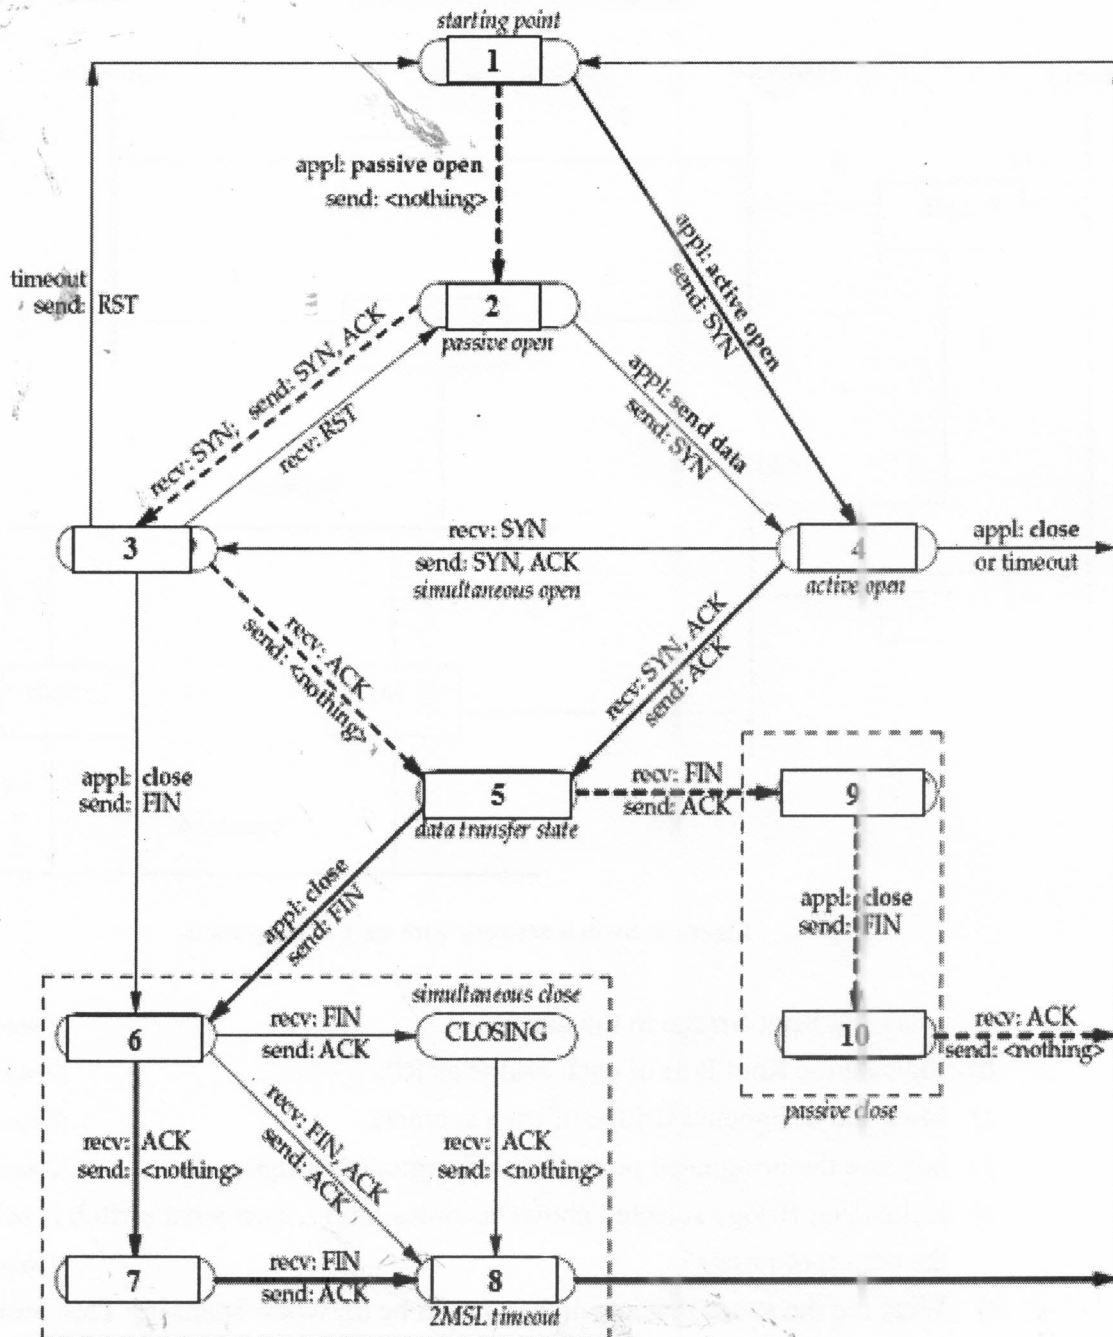 starting point
1
appl: passive open
send: <nothing>
appl: active open
send: SYN
timeout
send: RST
2
passive open
recv: SYN; send: SYN, ACK
recv: RST
appl: send data
send: SYN
3
recv: SYN
send: SYN, ACK
simultaneous open
4
active open
appl: close
or timeout
recv: ACK
send: <nothing>
recv: SYN, ACK
send: ACK
appl: close
send: FIN
5
data transfer state
recv: FIN
send: ACK
9
appl: close
send: FIN
appl: close
send: FIN
simultaneous close
6
recv: FIN
send: ACK
CLOSING
10
recv: ACK
send: <nothing>
passive close
recv: ACK
send: <nothing>
recv: FIN, ACK
send: ACK
recv: ACK
send: <nothing>
7
recv: FIN
send: ACK
8
2MSL timeout